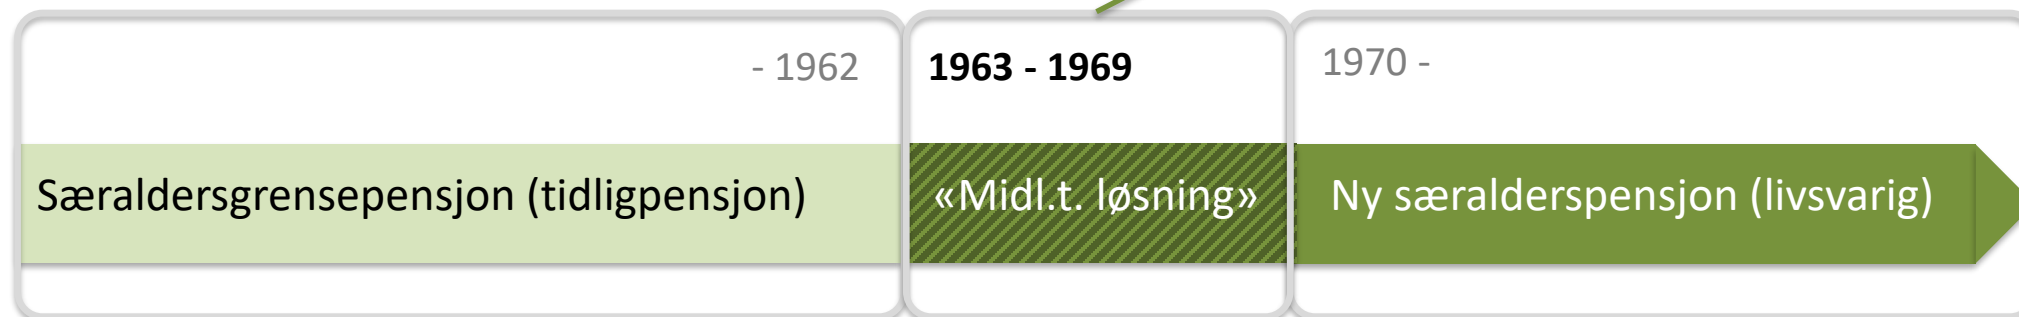 - 1962
1963 - 1969
1970 -
Særaldersgrensepensjon (tidligpensjon)
«Midl.t. løsning»
Ny særalderspensjon (livsvarig)